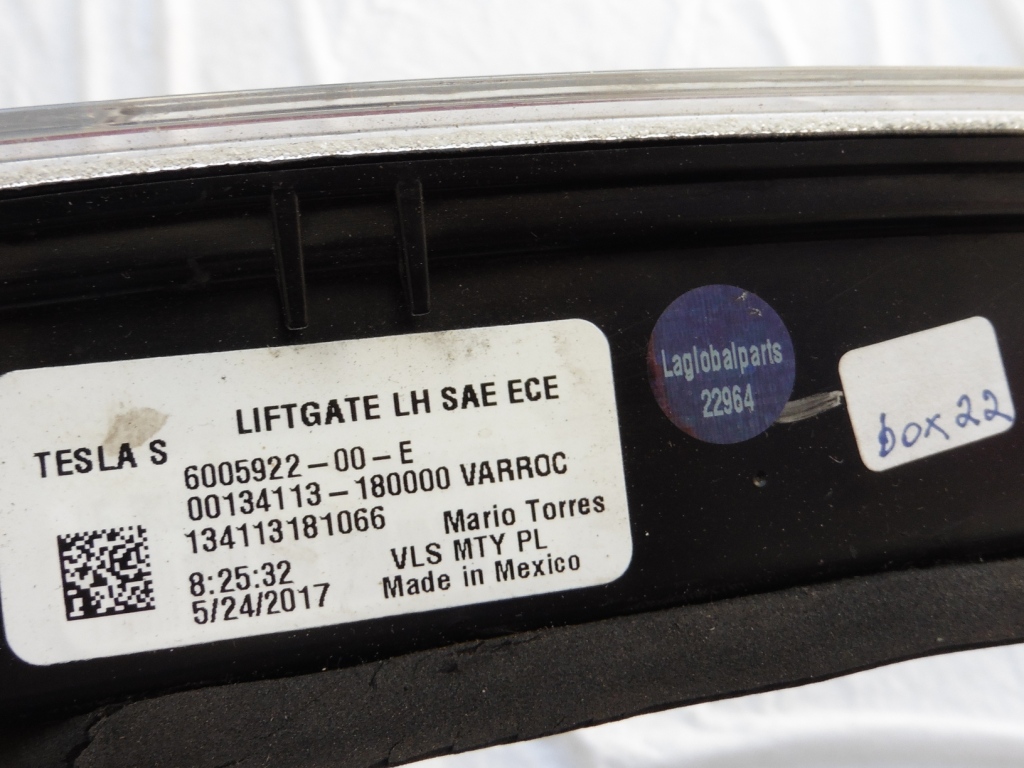 LIFTGATE LH SAE ECE
TESLA S
6005922-00-E
00134113-180000 VARROC
134113181066
Mario Torres
VLS MTY PL
8:25:32
Made in Mexico
5/24/2017
Laglobalparts
22964
box 22